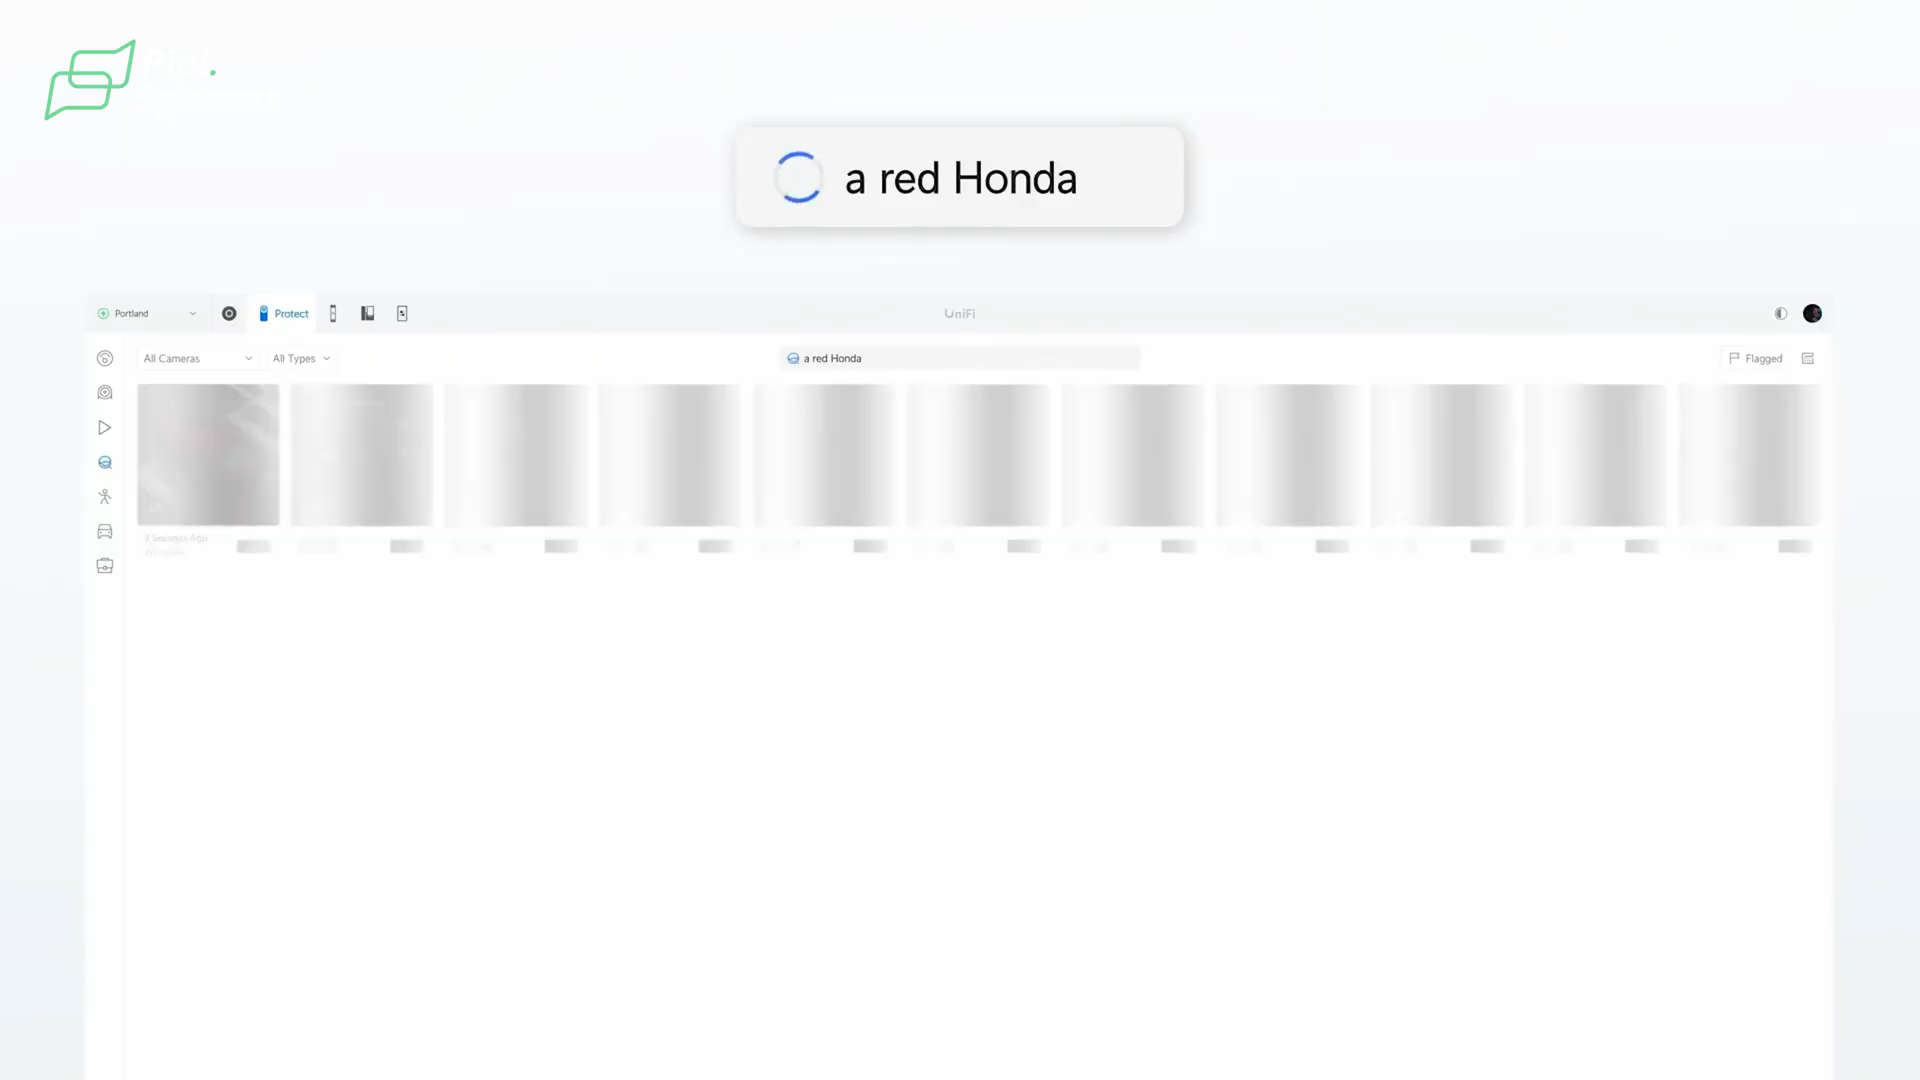 a red Honda
Portland
Protect
UniFi
All Cameras
All Types
a red Honda
Flagged